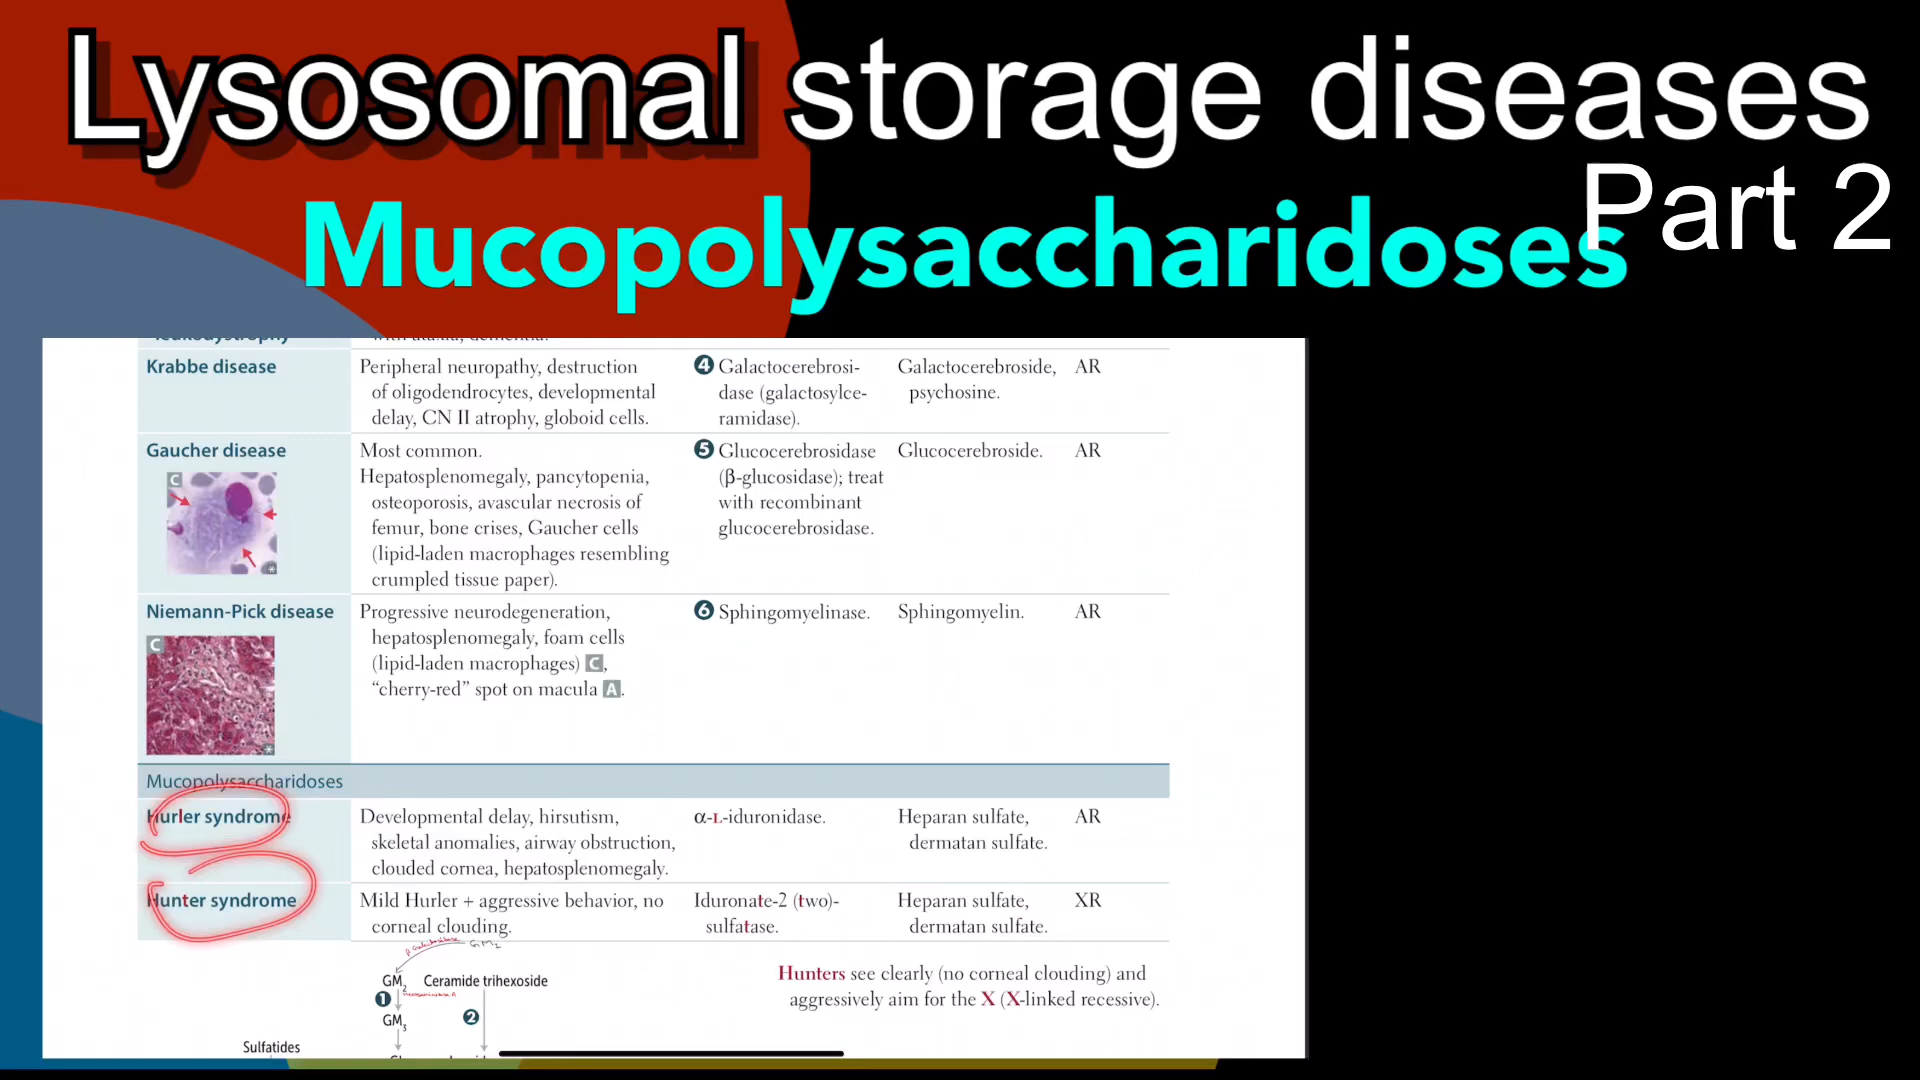 Lysosomal storage diseases
Part 2
Mucopolysaccharidoses
leukodystrophy with ataxia, dementia.
Krabbe disease
Peripheral neuropathy, destruction
of oligodendrocytes, developmental
delay, CN II atrophy, globoid cells.
4 Galactocerebrosi-
dase (galactosylce-
ramidase).
Galactocerebroside,
psychosine.
AR
Gaucher disease
C
Most common.
Hepatosplenomegaly, pancytopenia,
osteoporosis, avascular necrosis of
femur, bone crises, Gaucher cells
(lipid-laden macrophages resembling
crumpled tissue paper).
5 Glucocerebrosidase
(β-glucosidase); treat
with recombinant
glucocerebrosidase.
Glucocerebroside.
AR
Niemann-Pick disease
C
Progressive neurodegeneration,
hepatosplenomegaly, foam cells
(lipid-laden macrophages) C,
“cherry-red” spot on macula A.
6 Sphingomyelinase.
Sphingomyelin.
AR
Mucopolysaccharidoses
Hurler syndrome
Developmental delay, hirsutism,
skeletal anomalies, airway obstruction,
clouded cornea, hepatosplenomegaly.
α-L-iduronidase.
Heparan sulfate,
dermatan sulfate.
AR
Hunter syndrome
Mild Hurler + aggressive behavior, no
corneal clouding.
Iduronate-2 (two)-
sulfatase.
Heparan sulfate,
dermatan sulfate.
XR
GM2
GM2 Ceramide trihexoside
1
2
GM3
Sulfatides
Hunters see clearly (no corneal clouding) and
aggressively aim for the X (X-linked recessive).